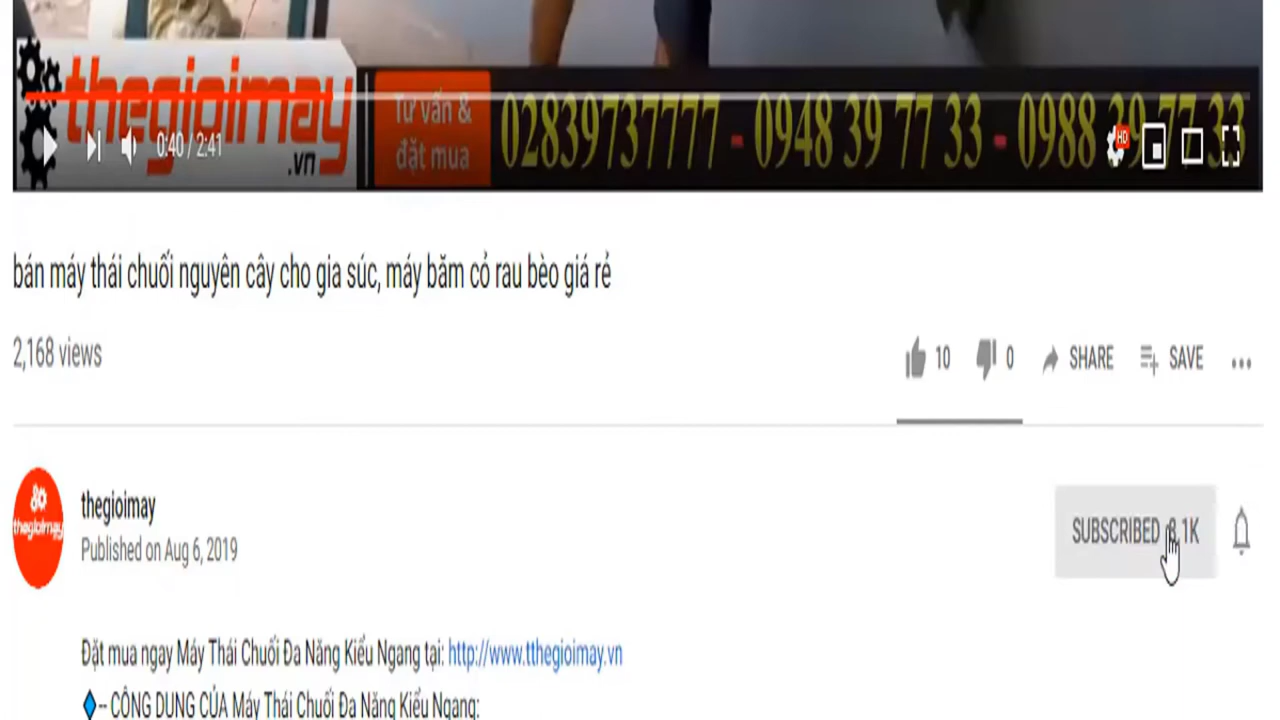 thegioimay
.vn
Tư vấn &
đặt mua
02839737777 - 0948 39 77 33 - 0988 39 77 33
0:40 / 2:41
HD
bán máy thái chuối nguyên cây cho gia súc, máy băm cỏ rau bèo giá rẻ
2,168 views
10
0
SHARE
SAVE
thegioimay
thegioimay
Published on Aug 6, 2019
SUBSCRIBED
Đặt mua ngay Máy Thái Chuối Đa Năng Kiểu Ngang tại: http://www.tthegioimay.vn
-- CÔNG DỤNG CỦA Máy Thái Chuối Đa Năng Kiểu Ngang: